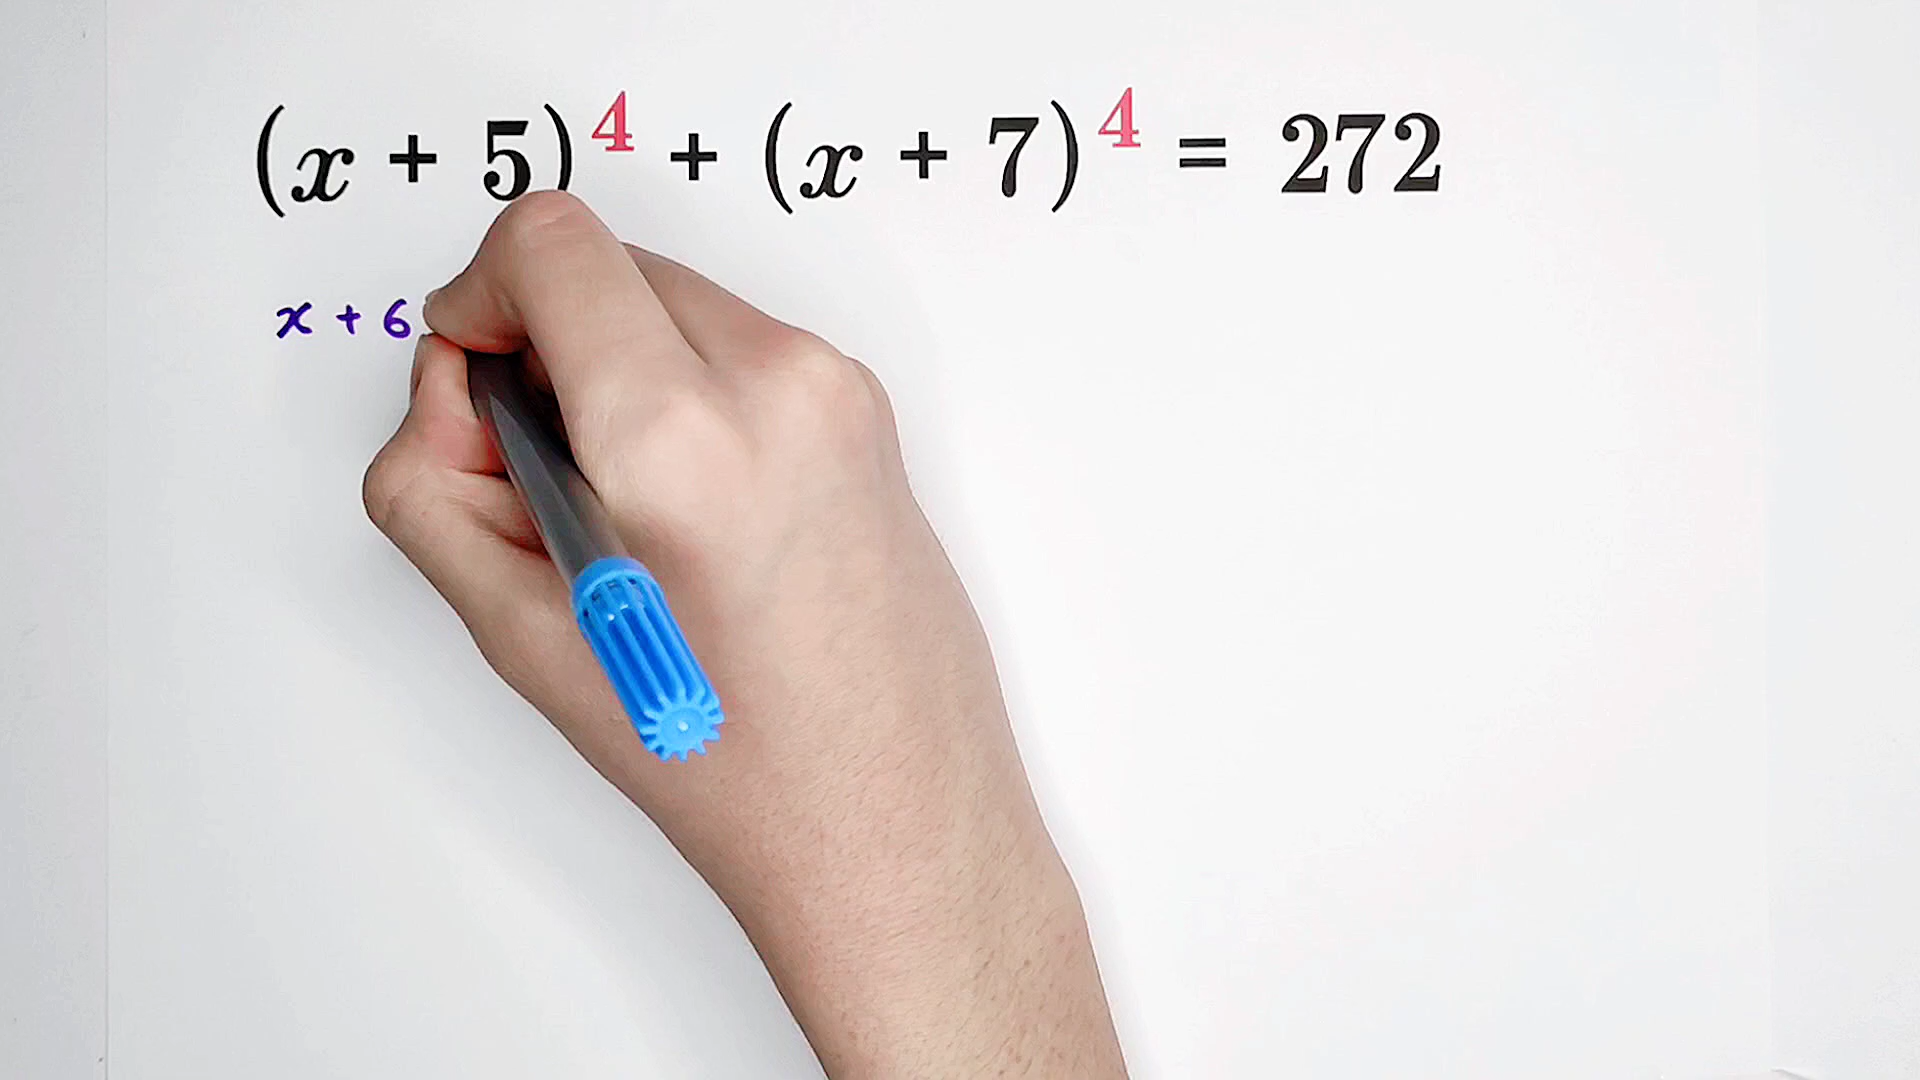 (x + 5)⁴ + (x + 7)⁴ = 272
x + 6